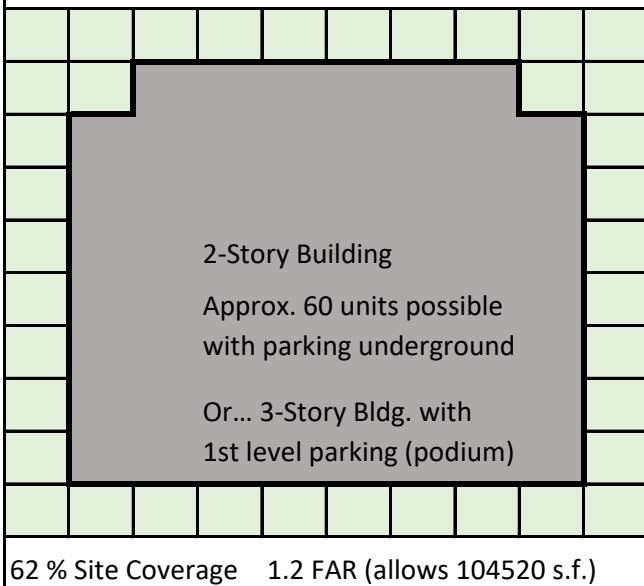 2-Story Building
Approx. 60 units possible
with parking underground
Or… 3-Story Bldg. with
1st level parking (podium)
62 % Site Coverage 1.2 FAR (allows 104520 s.f.)